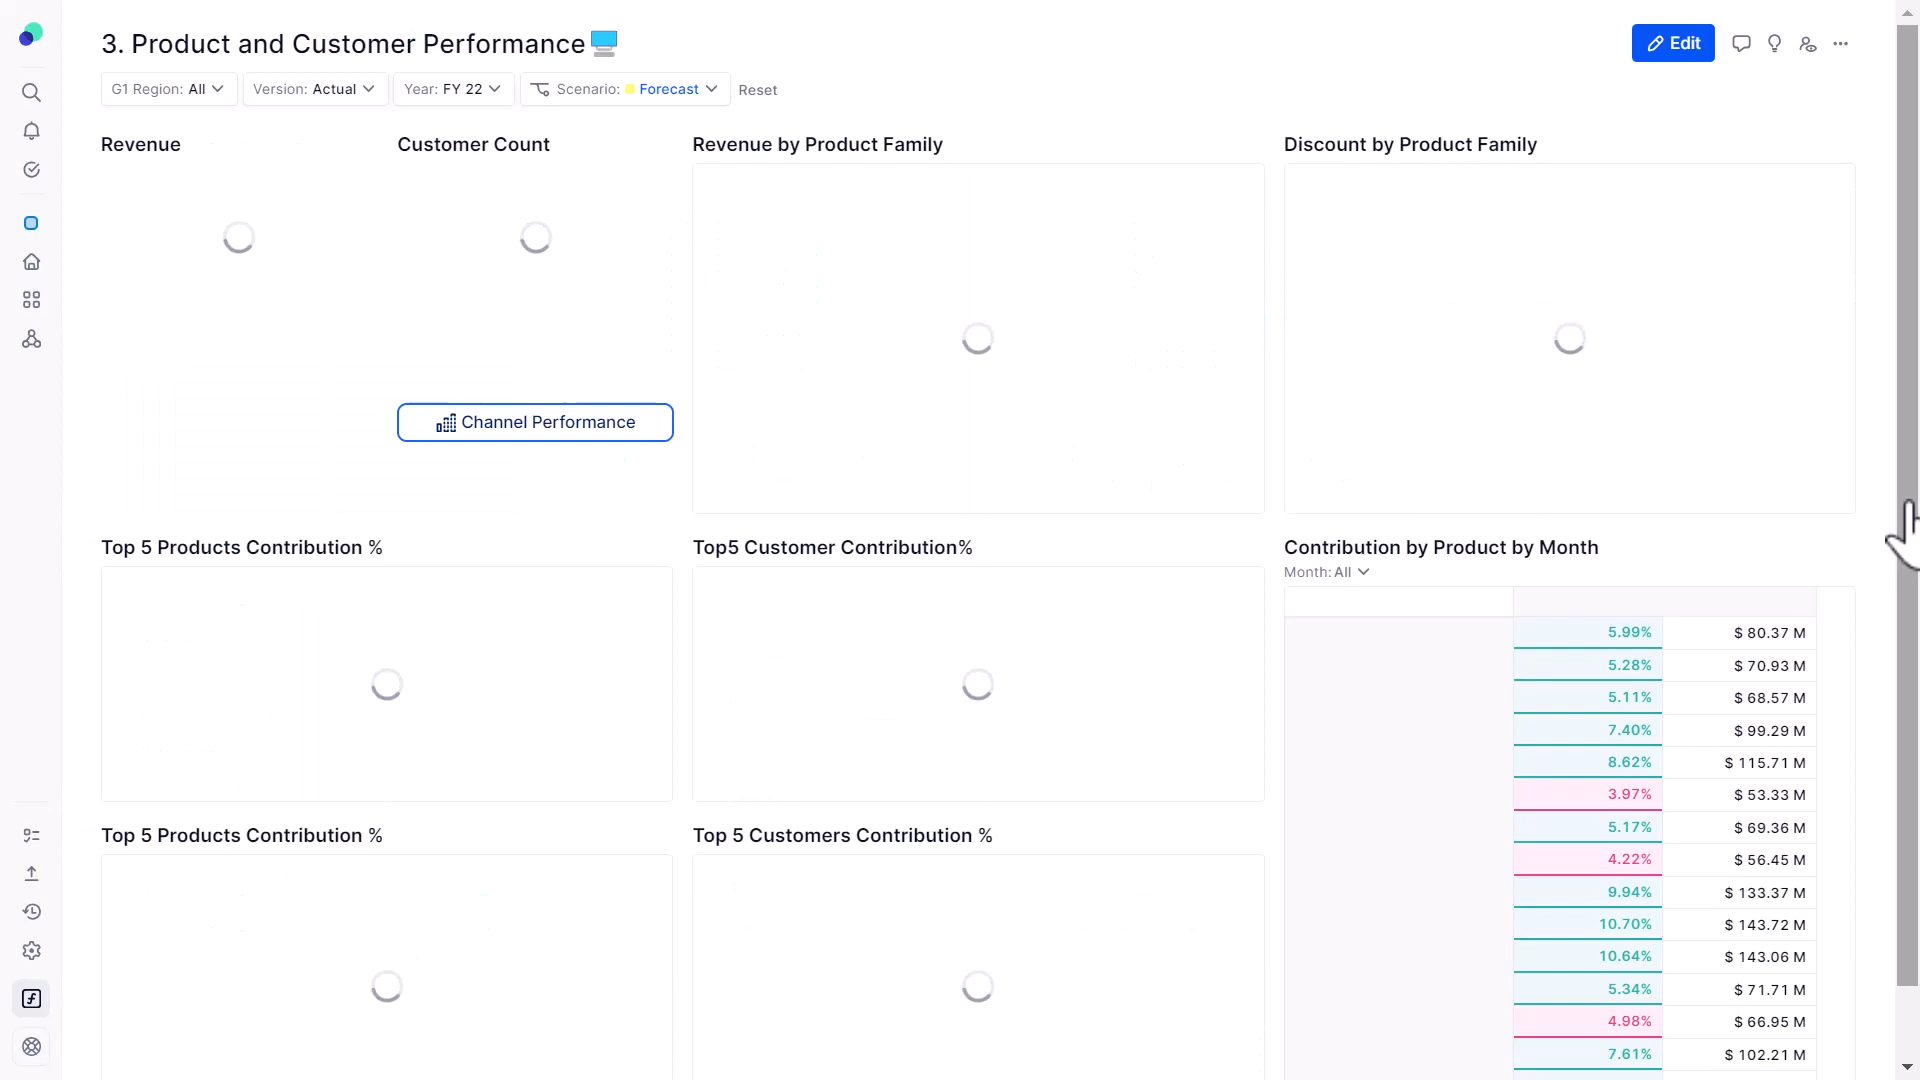 3. Product and Customer Performance
Edit
G1 Region: All
Version: Actual
Year: FY 22
Scenario: Forecast
Reset
Revenue
Customer Count
Revenue by Product Family
Discount by Product Family
Channel Performance
Top 5 Products Contribution %
Top5 Customer Contribution%
Contribution by Product by Month
Month: All
5.99% $ 80.37 M
5.28% $ 70.93 M
5.11% $ 68.57 M
7.40% $ 99.29 M
8.62% $ 115.71 M
3.97% $ 53.33 M
5.17% $ 69.36 M
4.22% $ 56.45 M
9.94% $ 133.37 M
10.70% $ 143.72 M
10.64% $ 143.06 M
5.34% $ 71.71 M
4.98% $ 66.95 M
7.61% $ 102.21 M
Top 5 Products Contribution %
Top 5 Customers Contribution %